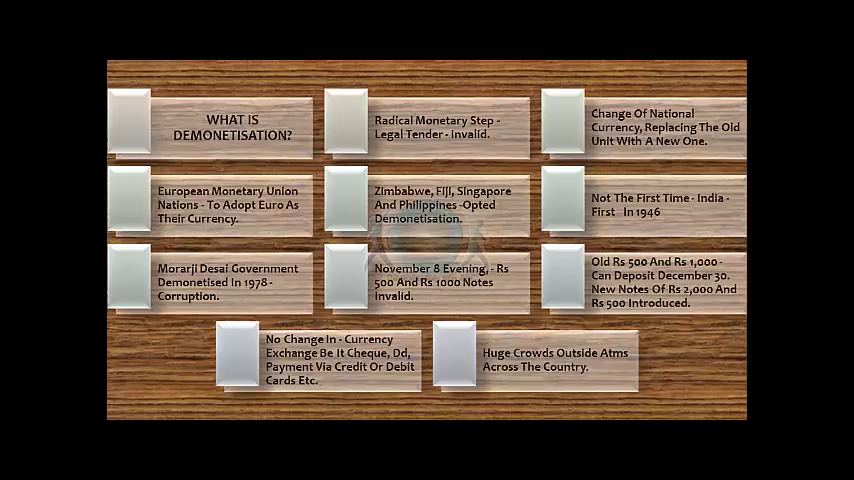 WHAT IS
DEMONETISATION?
Radical Monetary Step -
Legal Tender - Invalid.
Change Of National
Currency, Replacing The Old
Unit With A New One.
European Monetary Union
Nations - To Adopt Euro As
Their Currency.
Zimbabwe, Fiji, Singapore
And Philippines -Opted
Demonetisation.
Not The First Time - India -
First In 1946
Morarji Desai Government
Demonetised In 1978 -
Corruption.
November 8 Evening, - Rs
500 And Rs 1000 Notes
Invalid.
Old Rs 500 And Rs 1,000 -
Can Deposit December 30.
New Notes Of Rs 2,000 And
Rs 500 Introduced.
No Change In - Currency
Exchange Be It Cheque, Dd,
Payment Via Credit Or Debit
Cards Etc.
Huge Crowds Outside Atms
Across The Country.